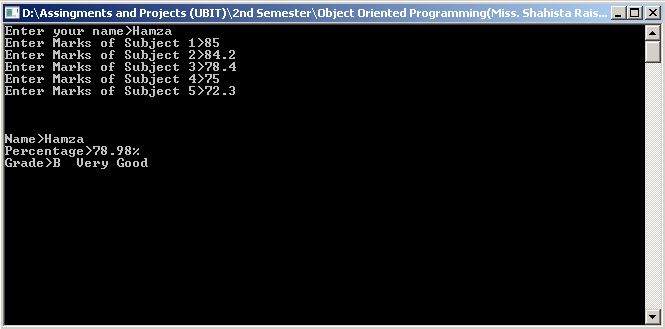 D:\Assingments and Projects (UBIT)\2nd Semester\Object Oriented Programming(Miss. Shahista Rais...
Enter your name>Hamza
Enter Marks of Subject 1>85
Enter Marks of Subject 2>84.2
Enter Marks of Subject 3>78.4
Enter Marks of Subject 4>75
Enter Marks of Subject 5>72.3
Name>Hamza
Percentage>78.98%
Grade>B  Very Good